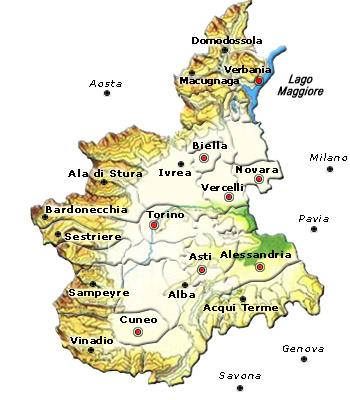 Domodossola
Verbania
Macugnaga
Lago
Maggiore
Aosta
Biella
Milano
Ivrea
Novara
Ala di Stura
Vercelli
Bardonecchia
Torino
Pavia
Sestriere
Asti
Alessandria
Sampeyre
Alba
Acqui Terme
Cuneo
Vinadio
Genova
Savona